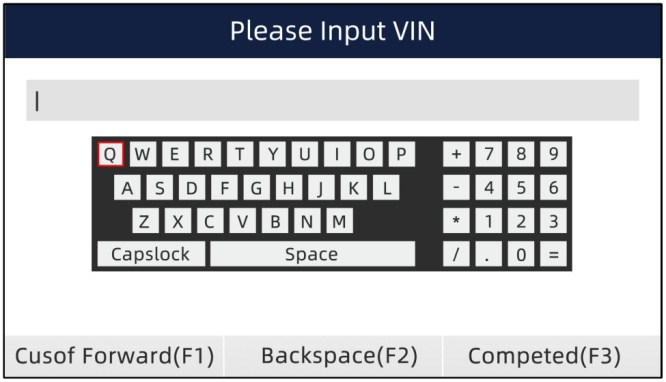 Please Input VIN
Q W E R T Y U I O P + 7 8 9
A S D F G H J K L - 4 5 6
Z X C V B N M * 1 2 3
Capslock Space / . 0 =
Cusof Forward(F1) Backspace(F2) Competed(F3)